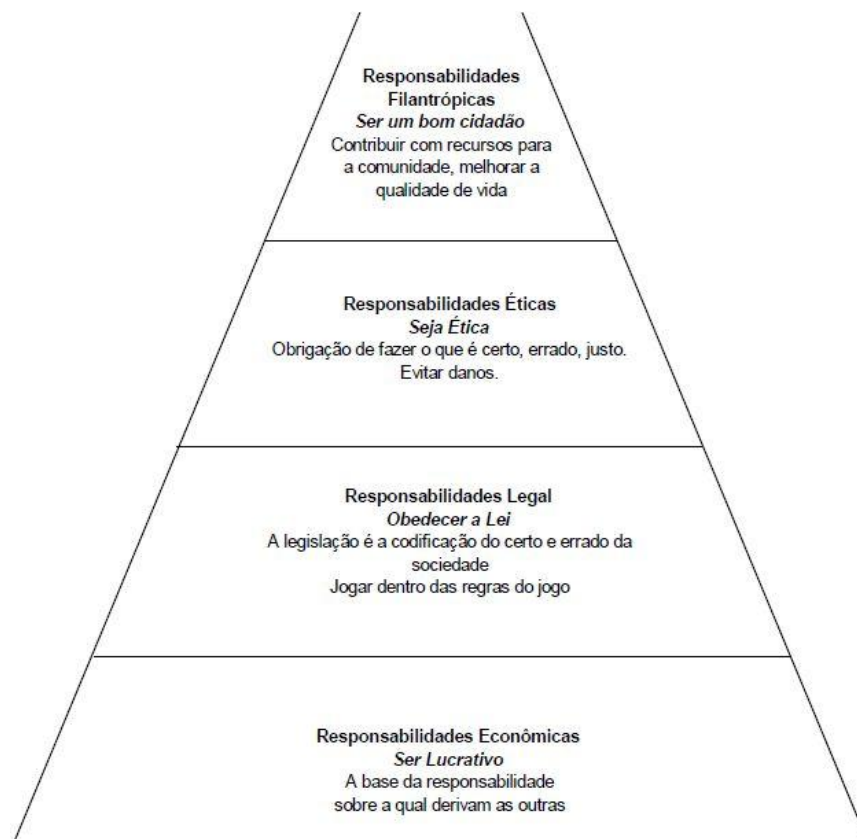 Responsabilidades
Filantrópicas
Ser um bom cidadão
Contribuir com recursos para
a comunidade, melhorar a
qualidade de vida
Responsabilidades Éticas
Seja Ética
Obrigação de fazer o que é certo, errado, justo.
Evitar danos.
Responsabilidades Legal
Obedecer a Lei
A legislação é a codificação do certo e errado da
sociedade
Jogar dentro das regras do jogo
Responsabilidades Econômicas
Ser Lucrativo
A base da responsabilidade
sobre a qual derivam as outras